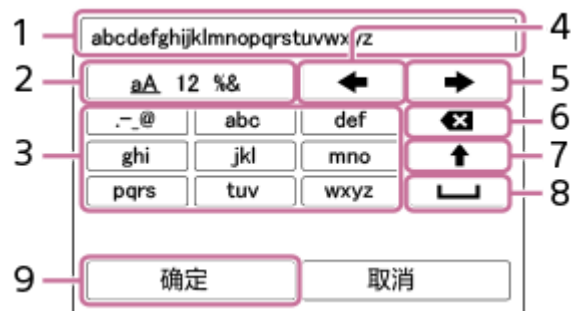 1 abcdefghijklmnopqrstuvwxyz 4
2 aA 12 %& 5
.-_@ abc def 6
3 ghi jkl mno 7
pqrs tuv wxyz 8
9 确定 取消